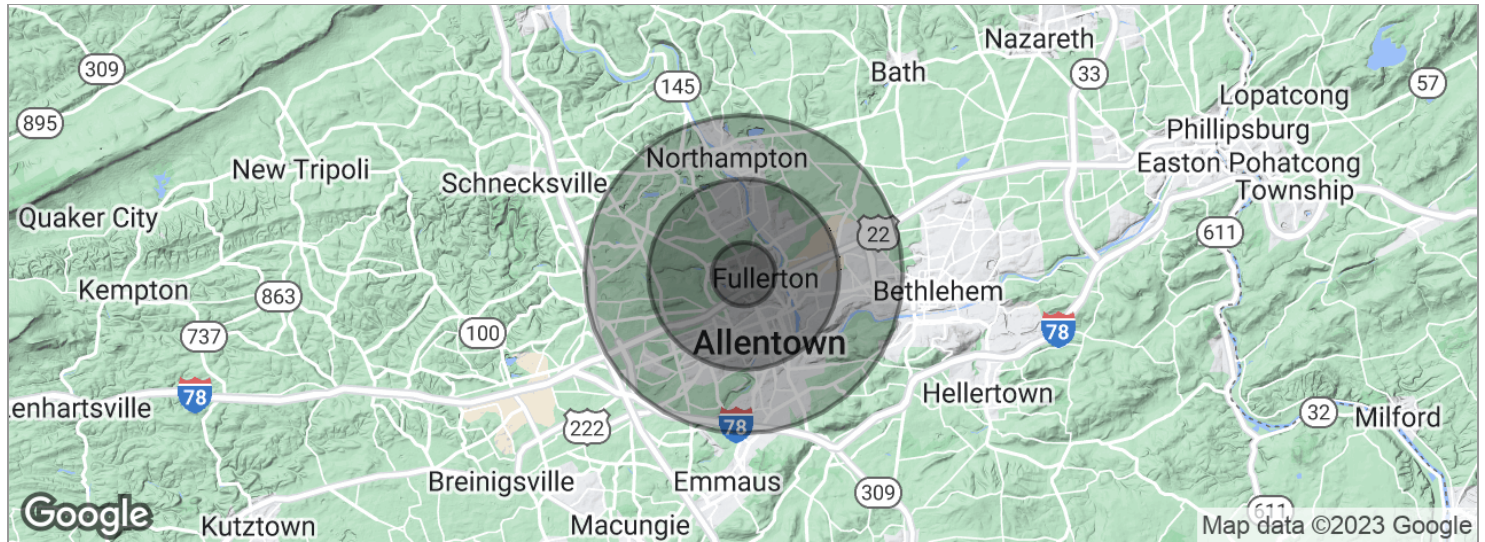 Nazareth
309
Bath
33
145
57
Lopatcong
895
Phillipsburg
Northampton
Easton Pohatcong
New Tripoli
Schnecksville
Township
Quaker City
22
611
Fullerton
Kempton
863
Bethlehem
737
100
78
Allentown
78
Hellertown
enhartsville
32
Milford
222
78
Breinigsville
Emmaus
309
Google
611
Kutztown
Macungie
Map data ©2023 Google